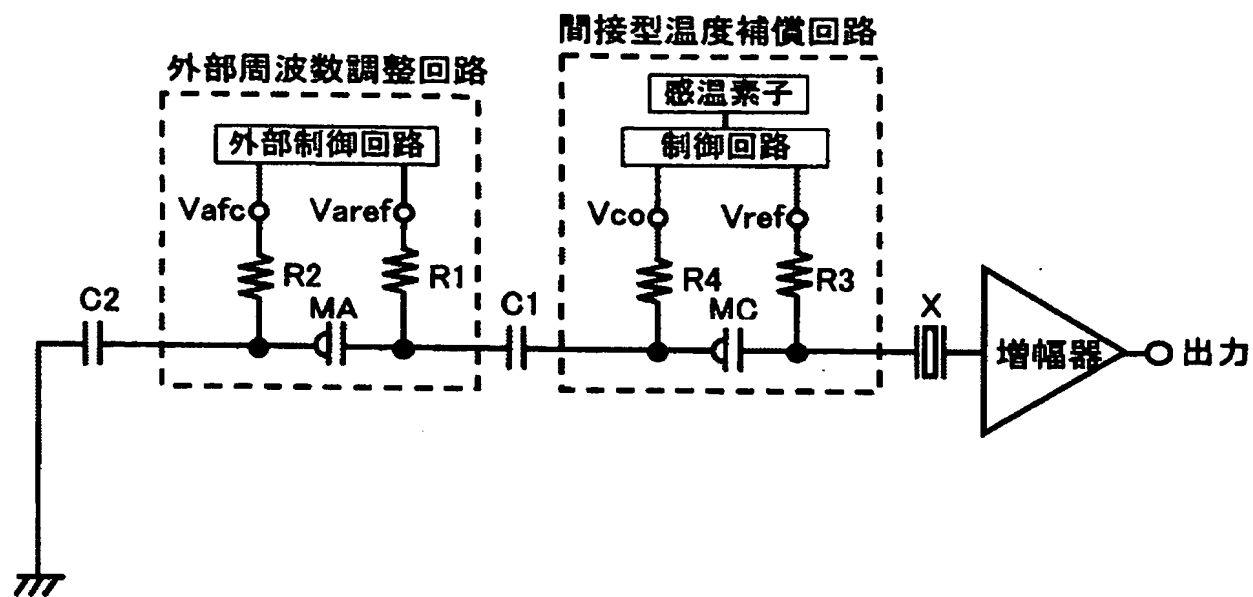 間接型温度補償回路
外部周波数調整回路
感温素子
外部制御回路
制御回路
Vafc
Varef
Vco
Vref
R2
R1
R4
R3
C2
MA
C1
MC
X
増幅器
出力